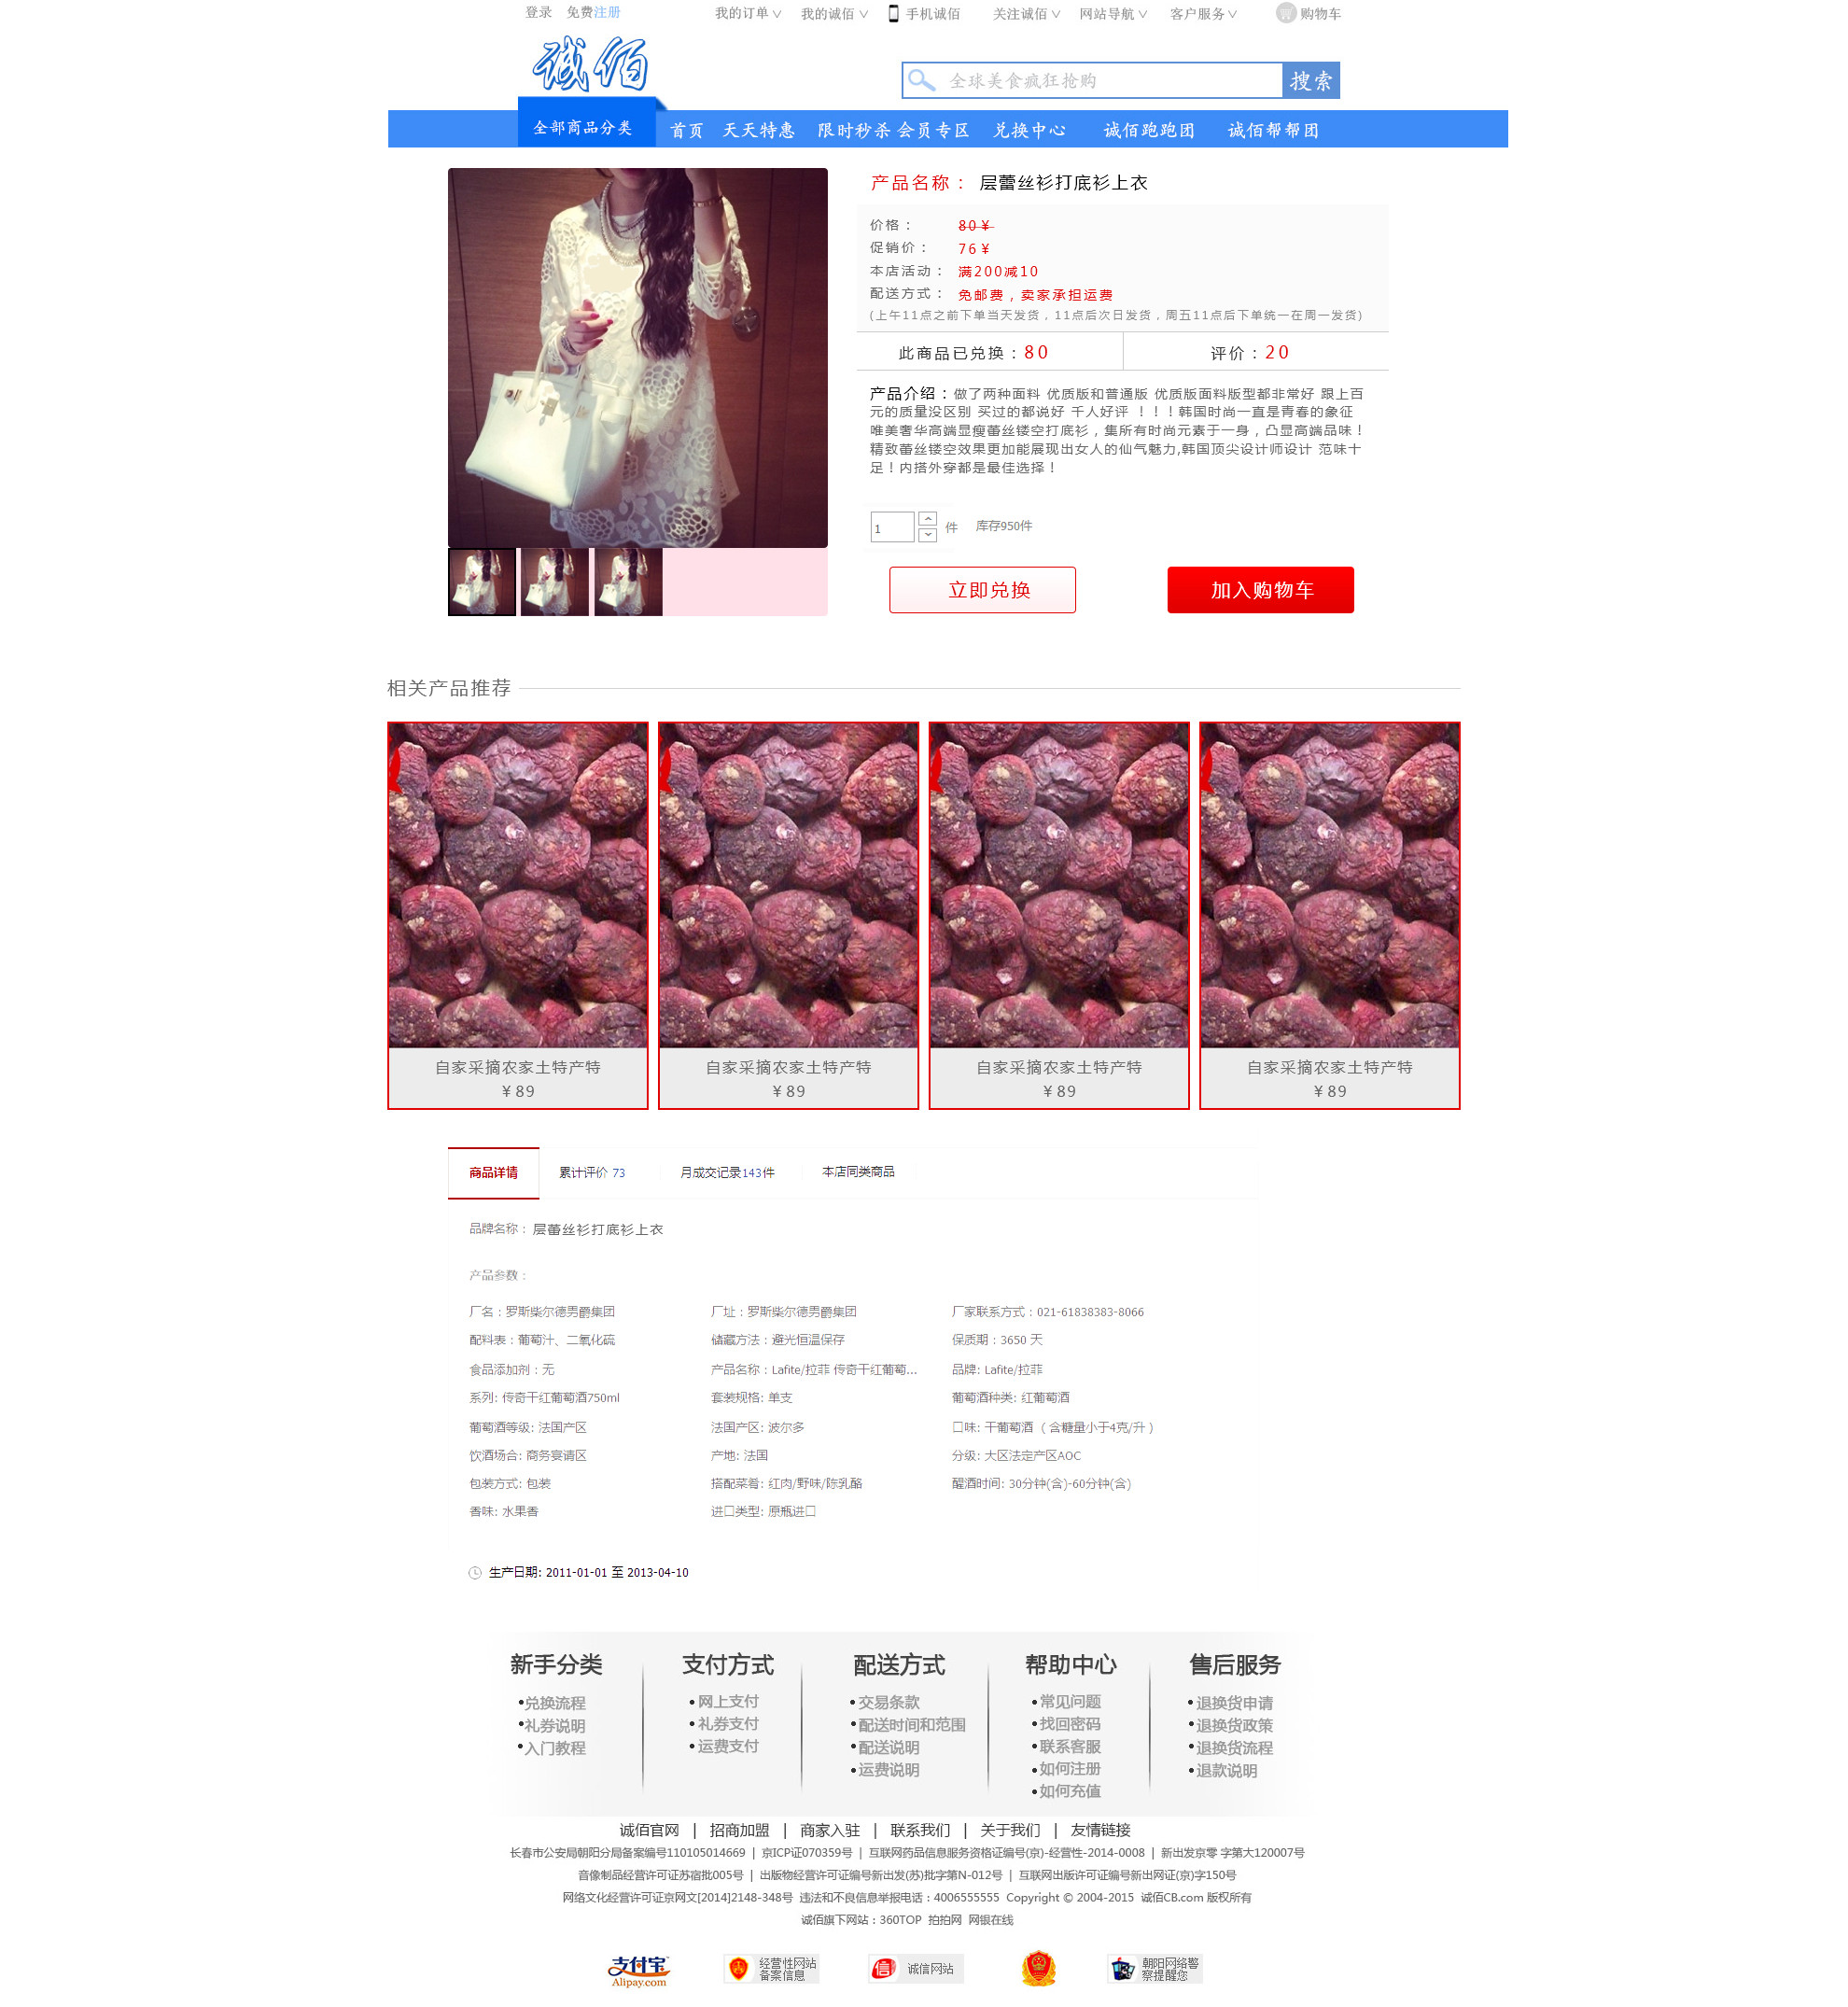 登录 免费注册 我的订单 我的诚佰 手机诚佰 关注诚佰 网站导航 客户服务 购物车
诚佰
全球美食疯狂抢购 搜索
全部商品分类 首页 天天特惠 限时秒杀 会员专区 兑换中心 诚佰跑跑团 诚佰帮帮团
产品名称： 层蕾丝衫打底衫上衣
价格： 80￥
促销价： 76￥
本店活动： 满200减10
配送方式： 免邮费，卖家承担运费
(上午11点之前下单当天发货，11点后次日发货，周五11点后下单统一在周一发货)
此商品已兑换：80 评价：20
产品介绍：做了两种面料 优质版和普通版 优质版面料版型都非常好 跟上百
元的质量没区别 买过的都说好 千人好评 ！！！韩国时尚一直是青春的象征
唯美奢华高端显瘦蕾丝镂空打底衫，集所有时尚元素于一身，凸显高端品味！
精致蕾丝镂空效果更加能展现出女人的仙气魅力,韩国顶尖设计师设计 范味十
足！内搭外穿都是最佳选择！
1 件 库存950件
立即兑换 加入购物车
相关产品推荐
自家采摘农家土特产特 自家采摘农家土特产特 自家采摘农家土特产特 自家采摘农家土特产特
￥89 ￥89 ￥89 ￥89
商品详情 累计评价 73 月成交记录143件 本店同类商品
品牌名称： 层蕾丝衫打底衫上衣
产品参数：
厂名：罗斯柴尔德男爵集团 厂址：罗斯柴尔德男爵集团 厂家联系方式：021-61838383-8066
配料表：葡萄汁、二氧化硫 储藏方法：避光恒温保存 保质期：3650 天
食品添加剂：无 产品名称：Lafite/拉菲 传奇干红葡萄... 品牌: Lafite/拉菲
系列: 传奇干红葡萄酒750ml 套装规格: 单支 葡萄酒种类: 红葡萄酒
葡萄酒等级: 法国产区 法国产区: 波尔多 口味: 干葡萄酒（含糖量小于4克/升）
饮酒场合: 商务宴请区 产地: 法国 分级: 大区法定产区AOC
包装方式: 包装 搭配菜肴: 红肉/野味/陈乳酪 醒酒时间: 30分钟(含)-60分钟(含)
香味: 水果香 进口类型: 原瓶进口
生产日期: 2011-01-01 至 2013-04-10
新手分类 支付方式 配送方式 帮助中心 售后服务
•兑换流程 •网上支付 •交易条款 •常见问题 •退换货申请
•礼券说明 •礼券支付 •配送时间和范围 •找回密码 •退换货政策
•入门教程 •运费支付 •配送说明 •联系客服 •退换货流程
•运费说明 •如何注册 •退款说明
•如何充值
诚佰官网 | 招商加盟 | 商家入驻 | 联系我们 | 关于我们 | 友情链接
长春市公安局朝阳分局备案编号110105014669 | 京ICP证070359号 | 互联网药品信息服务资格证编号(京)-经营性-2014-0008 | 新出发京零 字第大120007号
音像制品经营许可证苏宿批005号 | 出版物经营许可证编号新出发(苏)批字第N-012号 | 互联网出版许可证编号新出网证(京)字150号
网络文化经营许可证京网文[2014]2148-348号 违法和不良信息举报电话：4006555555 Copyright © 2004-2015 诚佰CB.com 版权所有
诚佰旗下网站：360TOP 拍拍网 网银在线
支付宝 经营性网站 诚信网站 朝阳网络警
Alipay.com 备案信息 信 察提醒您